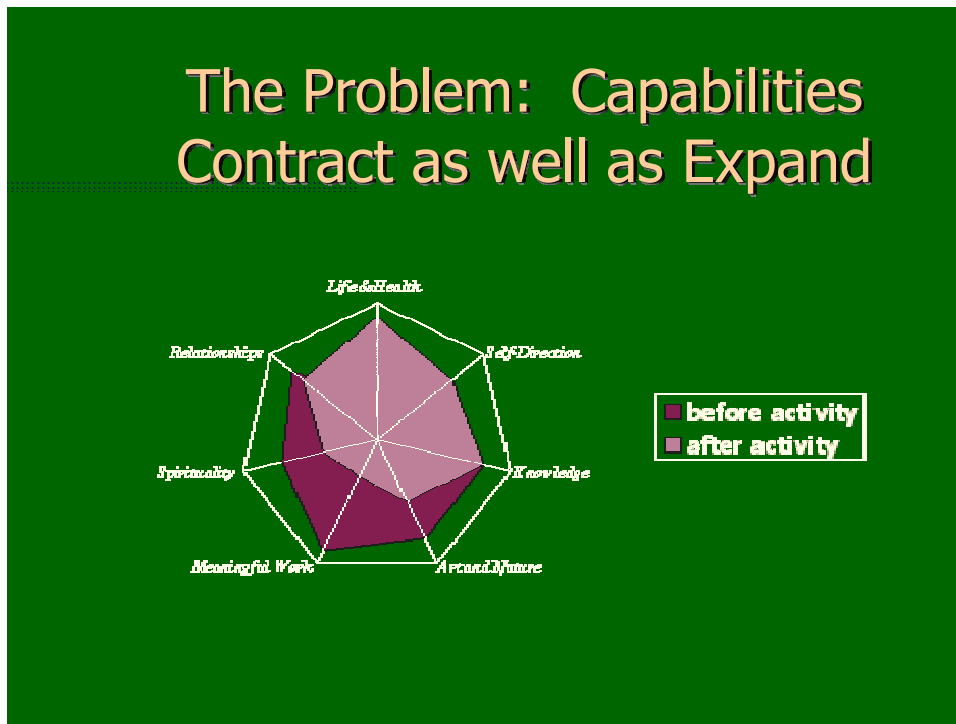 The Problem:  Capabilities
Contract as well as Expand
Life & Health
Relationships
Self-Direction
before activity
after activity
Spirituality
Knowledge
Meaningful Work
Art and Nature